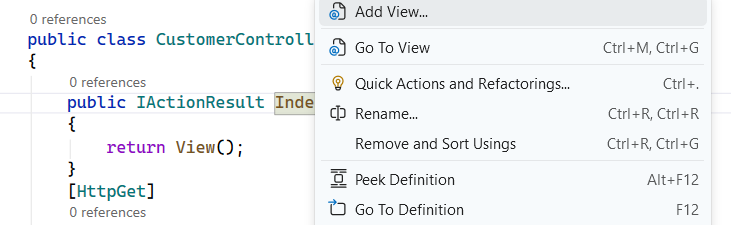 0 references
public class CustomerControll
{
0 references
public IActionResult Inde
{
return View();
}
[HttpGet]
0 references
Add View...
Go To View Ctrl+M, Ctrl+G
Quick Actions and Refactorings... Ctrl+.
Rename... Ctrl+R, Ctrl+R
Remove and Sort Usings Ctrl+R, Ctrl+G
Peek Definition Alt+F12
Go To Definition F12